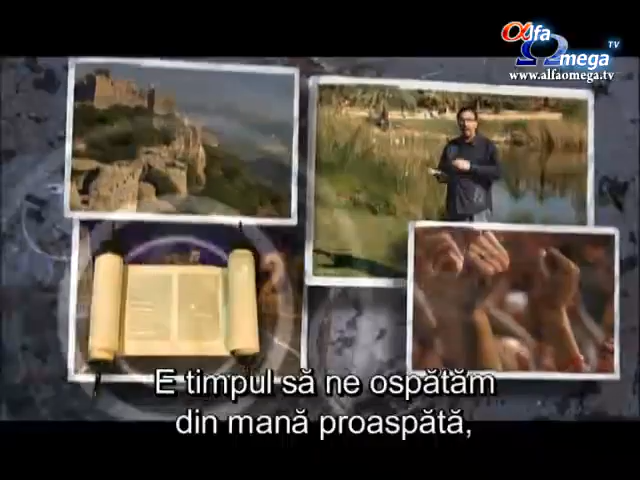 alfa
Omega TV
www.alfaomega.tv
E timpul să ne ospătăm
din mană proaspătă,